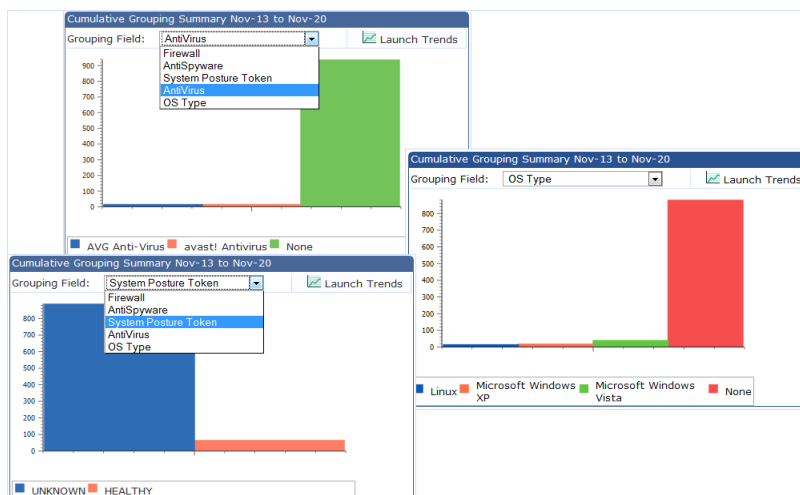 Cumulative Grouping Summary Nov-13 to Nov-20
Grouping Field: AntiVirus Launch Trends
Firewall
AntiSpyware
System Posture Token
AntiVirus
OS Type
900
800
700
600
500
400
300
200
100
0
AVG Anti-Virus avast! Antivirus None
Cumulative Grouping Summary Nov-13 to Nov-20
Grouping Field: OS Type Launch Trends
800
700
600
500
400
300
200
100
0
Linux Microsoft Windows XP Microsoft Windows Vista None
Cumulative Grouping Summary Nov-13 to Nov-20
Grouping Field: System Posture Token Launch Trends
Firewall
AntiSpyware
System Posture Token
AntiVirus
OS Type
800
700
600
500
400
300
200
100
0
UNKNOWN HEALTHY